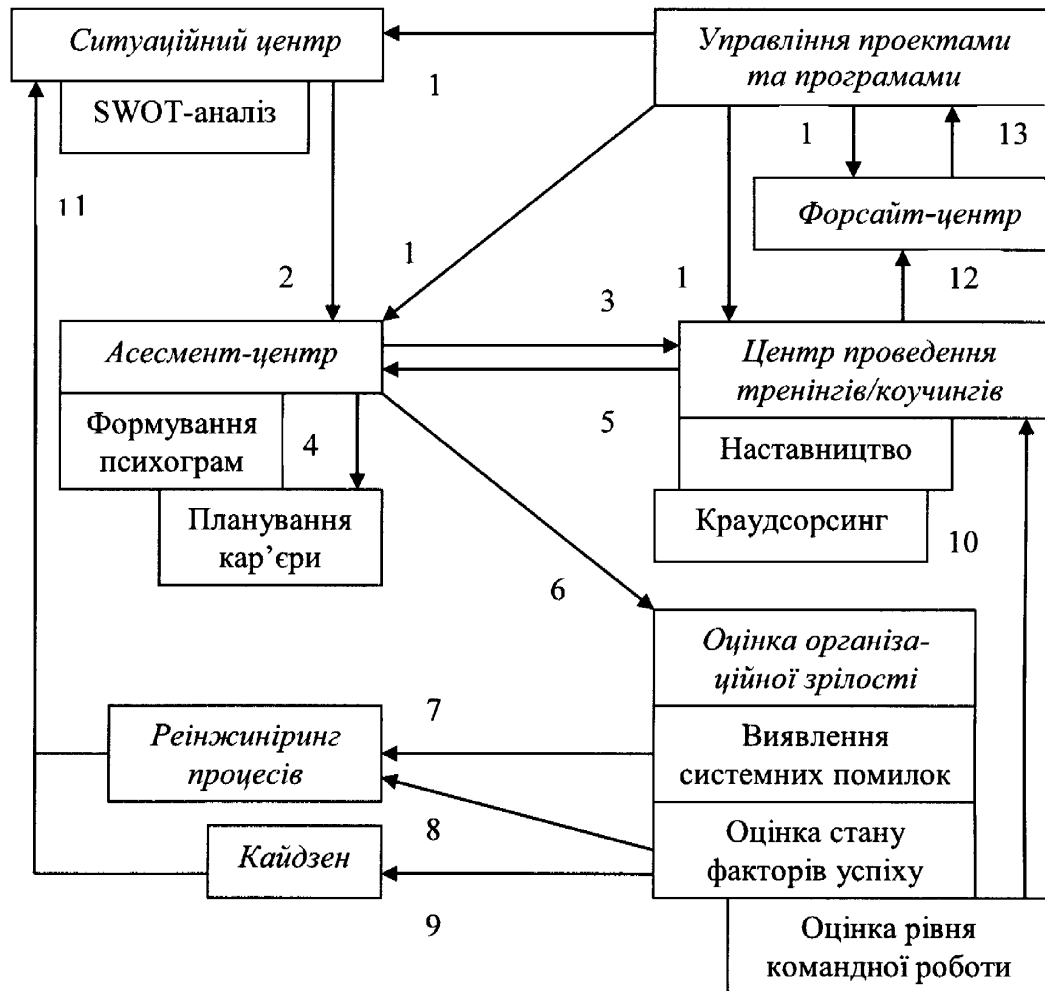 Ситуаційний центр
SWOT-аналіз
Управління проектами
та програмами
1
1
13
Форсайт-центр
11
1
2
1
3
12
Асесмент-центр
Центр проведення
тренінгів/коучингів
Формування
психограм
4
5
Наставництво
Планування
кар’єри
Краудсорсинг
10
6
Оцінка організа-
ційної зрілості
7
Реінжиніринг
процесів
Виявлення
системних помилок
8
Кайдзен
Оцінка стану
факторів успіху
9
Оцінка рівня
командної роботи